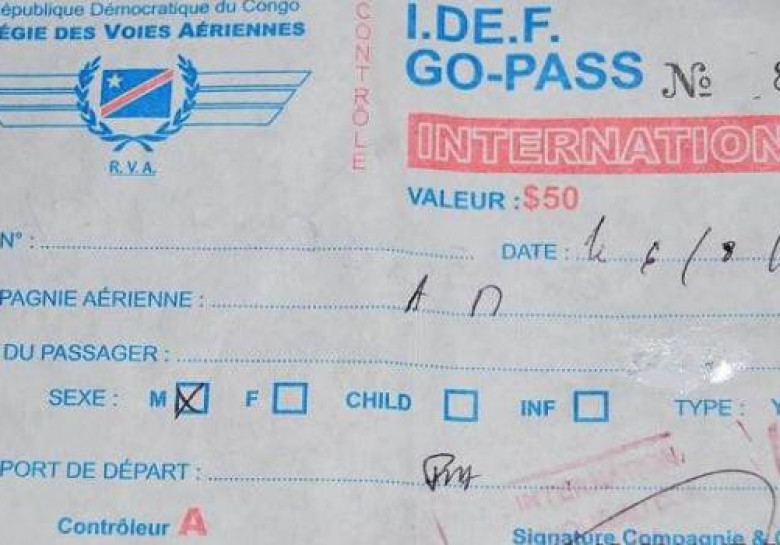 épublique Démocratique du Congo
ÉGIE DES VOIES AÉRIENNES
R.V.A.
CONTRÔLE
I.DE.F.
GO-PASS № 8
INTERNATION
VALEUR : $50
N° : DATE :
PAGNIE AÉRIENNE : A
DU PASSAGER :
SEXE : M F CHILD INF TYPE : Y
PORT DE DÉPART :
Contrôleur A
Signature Compagnie &